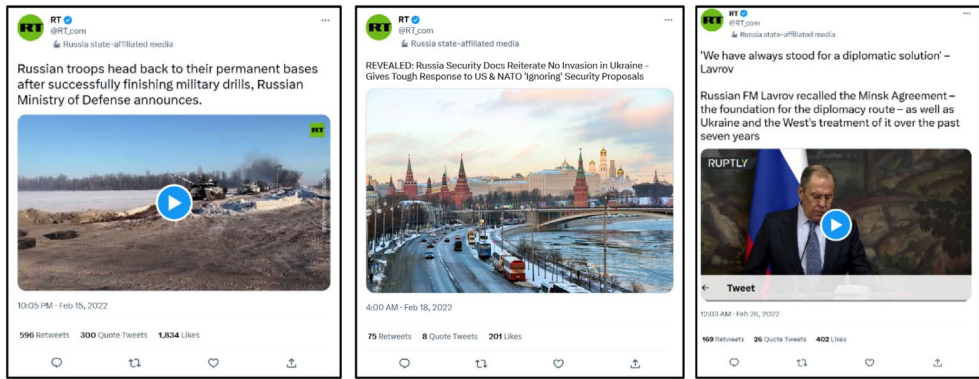 RT
RT
@RT_com
Russia state-affiliated media
Russian troops head back to their permanent bases
after successfully finishing military drills, Russian
Ministry of Defense announces.
RT
10:05 PM · Feb 15, 2022
596 Retweets 300 Quote Tweets 1,834 Likes
RT
RT
@RT_com
Russia state-affiliated media
REVEALED: Russia Security Docs Reiterate No Invasion in Ukraine -
Gives Tough Response to US & NATO 'Ignoring' Security Proposals
4:00 AM · Feb 18, 2022
75 Retweets 8 Quote Tweets 201 Likes
RT
RT
@RT_com
Russia state-affiliated media
'We have always stood for a diplomatic solution' –
Lavrov
Russian FM Lavrov recalled the Minsk Agreement –
the foundation for the diplomacy route – as well as
Ukraine and the West's treatment of it over the past
seven years
RUPTLY
Tweet
12:03 AM · Feb 26, 2022
169 Retweets 26 Quote Tweets 402 Likes